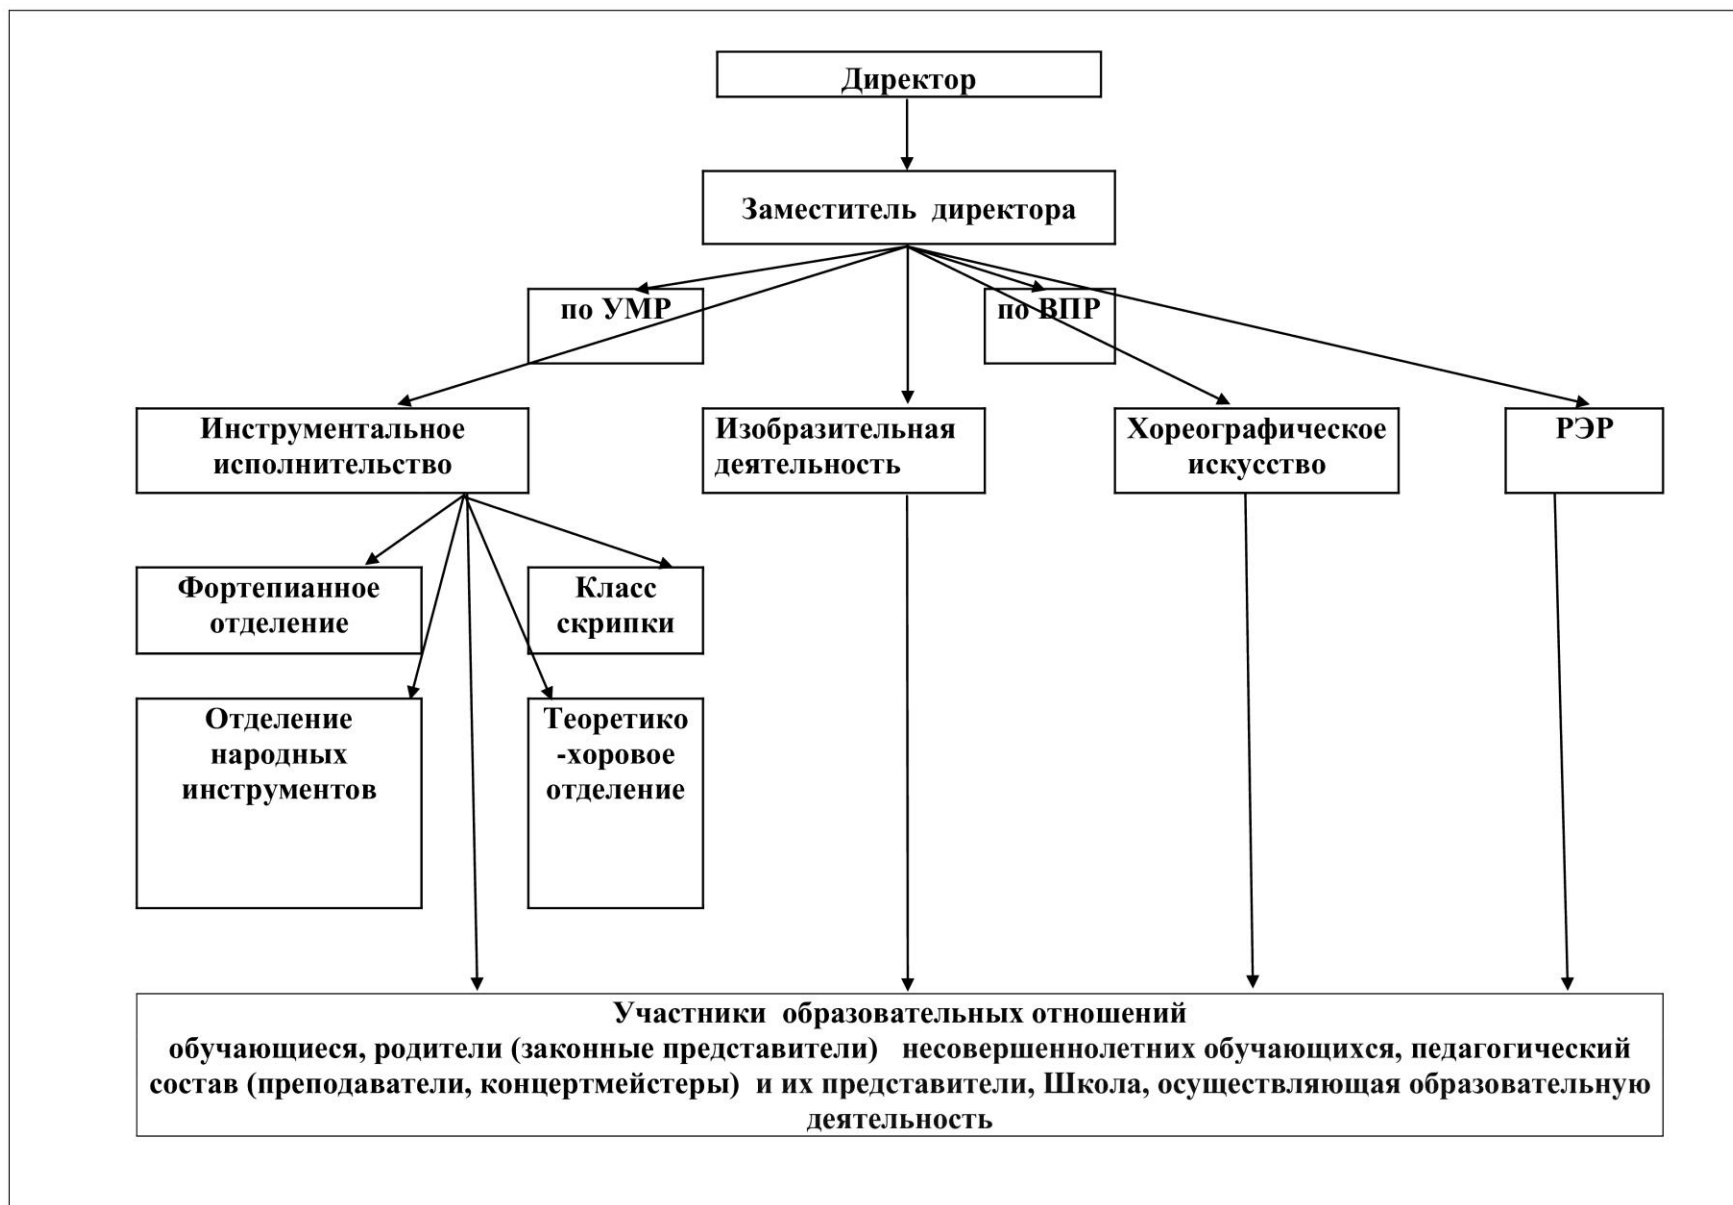 Директор
Заместитель директора
по УМР
по ВПР
Инструментальное
исполнительство
Изобразительная
деятельность
Хореографическое
искусство
РЭР
Фортепианное
отделение
Класс
скрипки
Отделение
народных
инструментов
Теоретико
-хоровое
отделение
Участники образовательных отношений
обучающиеся, родители (законные представители) несовершеннолетних обучающихся, педагогический
состав (преподаватели, концертмейстеры) и их представители, Школа, осуществляющая образовательную
деятельность